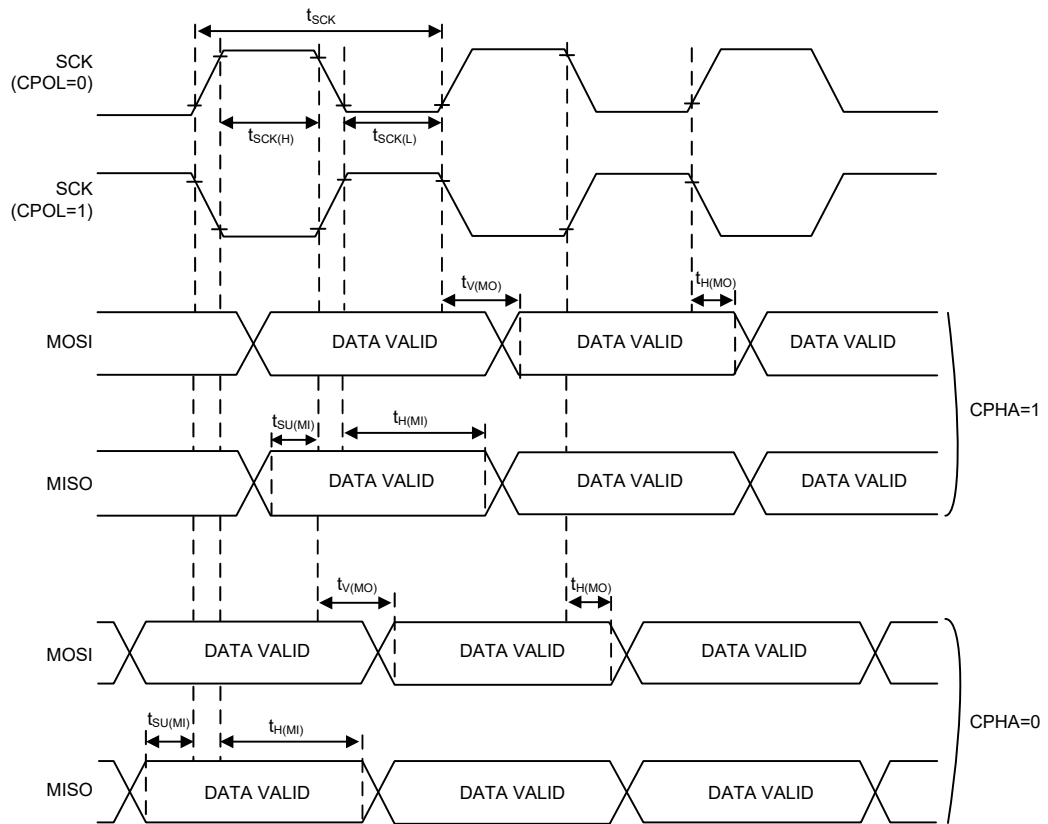 tSCK
SCK
(CPOL=0)
tSCK(H)
tSCK(L)
SCK
(CPOL=1)
tV(MO)
tH(MO)
MOSI
DATA VALID
DATA VALID
DATA VALID
CPHA=1
tSU(MI)
tH(MI)
MISO
DATA VALID
DATA VALID
DATA VALID
tV(MO)
tH(MO)
MOSI
DATA VALID
DATA VALID
DATA VALID
CPHA=0
tSU(MI)
tH(MI)
MISO
DATA VALID
DATA VALID
DATA VALID